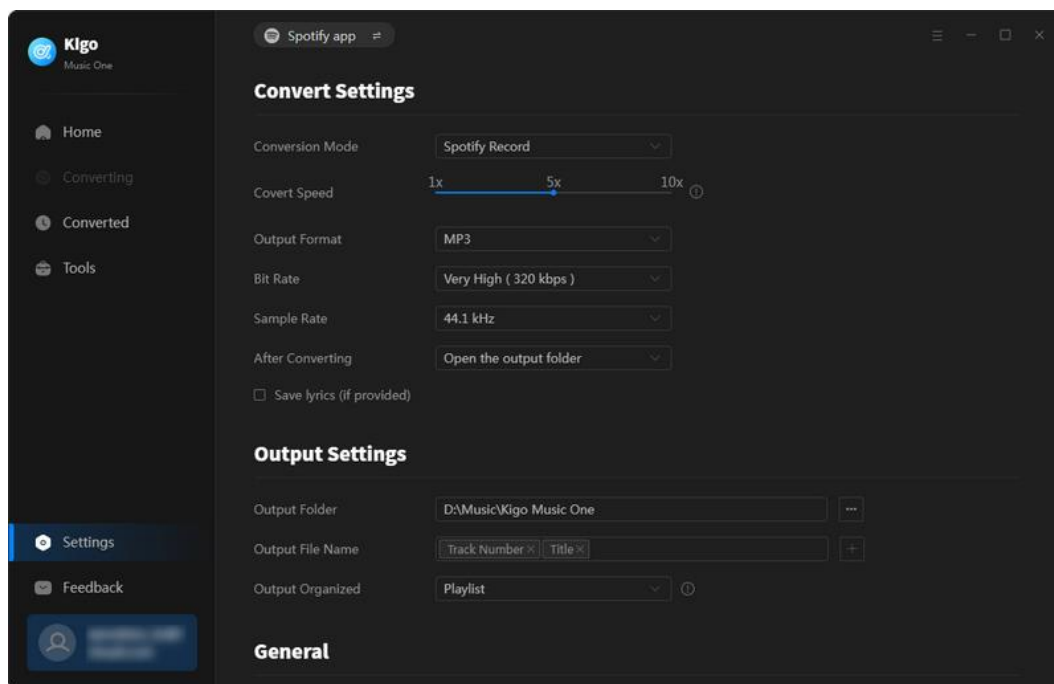 KIgo
Music One
Home
Converting
Converted
Tools
Settings
Feedback
Spotify app
Convert Settings
Conversion Mode Spotify Record
Covert Speed 1x 5x 10x
Output Format MP3
Bit Rate Very High ( 320 kbps )
Sample Rate 44.1 kHz
After Converting Open the output folder
Save lyrics (if provided)
Output Settings
Output Folder D:\Music\Kigo Music One
Output File Name Track Number Title
Output Organized Playlist
General